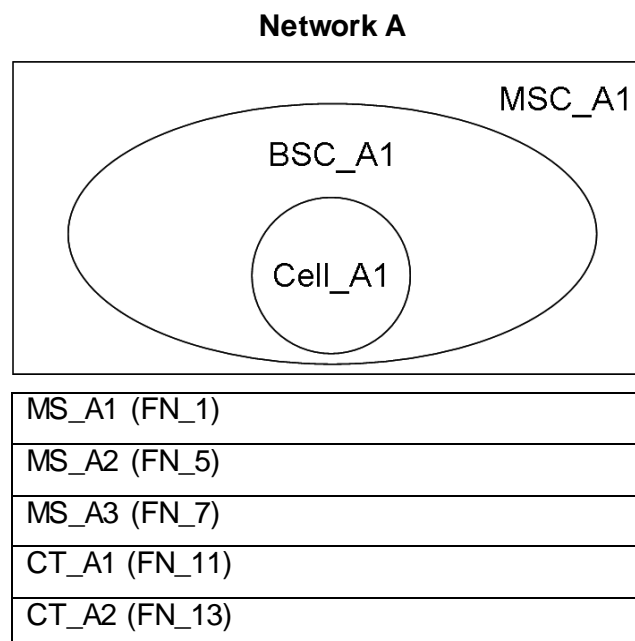 Network A
MSC_A1
BSC_A1
Cell_A1
MS_A1 (FN_1)
MS_A2 (FN_5)
MS_A3 (FN_7)
CT_A1 (FN_11)
CT_A2 (FN_13)